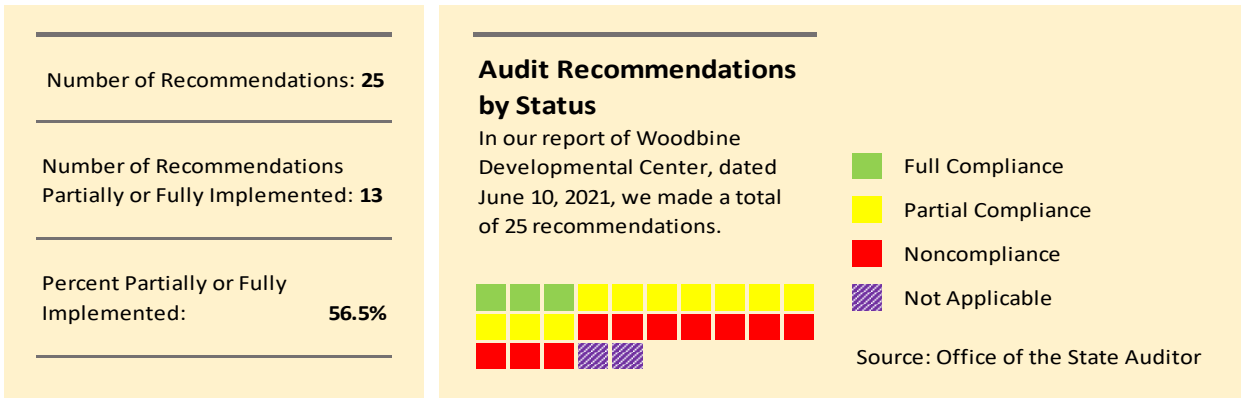 Number of Recommendations: 25
Number of Recommendations
Partially or Fully Implemented: 13
Percent Partially or Fully
Implemented: 56.5%
Audit Recommendations
by Status
In our report of Woodbine
Developmental Center, dated
June 10, 2021, we made a total
of 25 recommendations.
Full Compliance
Partial Compliance
Noncompliance
Not Applicable
Source: Office of the State Auditor